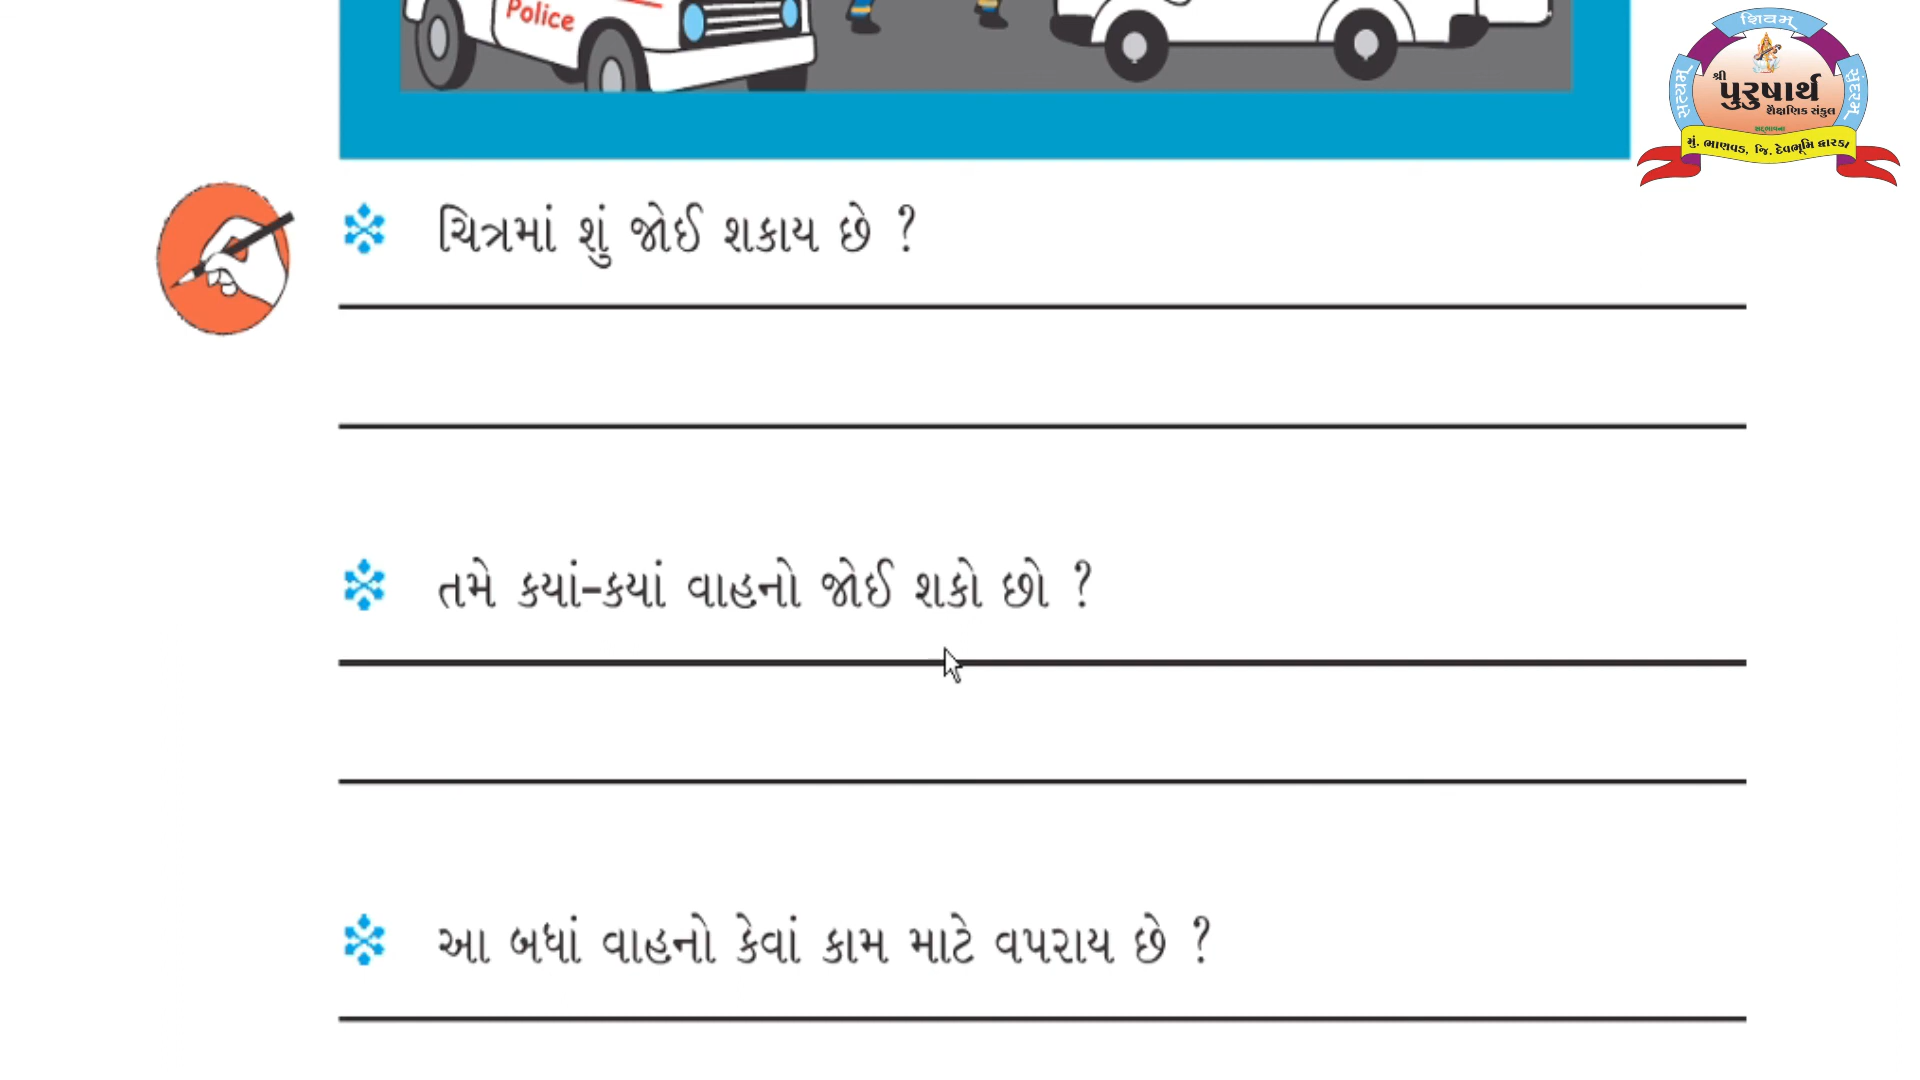 Police
શિવમ્
સત્યમ્
સુંદરમ્
શ્રી
પુરુષાર્થ
શૈક્ષણિક સંકુલ
મું. ભાણવડ, જિ. દેવભૂમિ દ્વારકા
ચિત્રમાં શું જોઈ શકાય છે ?
તમે કયાં-કયાં વાહનો જોઈ શકો છો ?
આ બધાં વાહનો કેવાં કામ માટે વપરાય છે ?